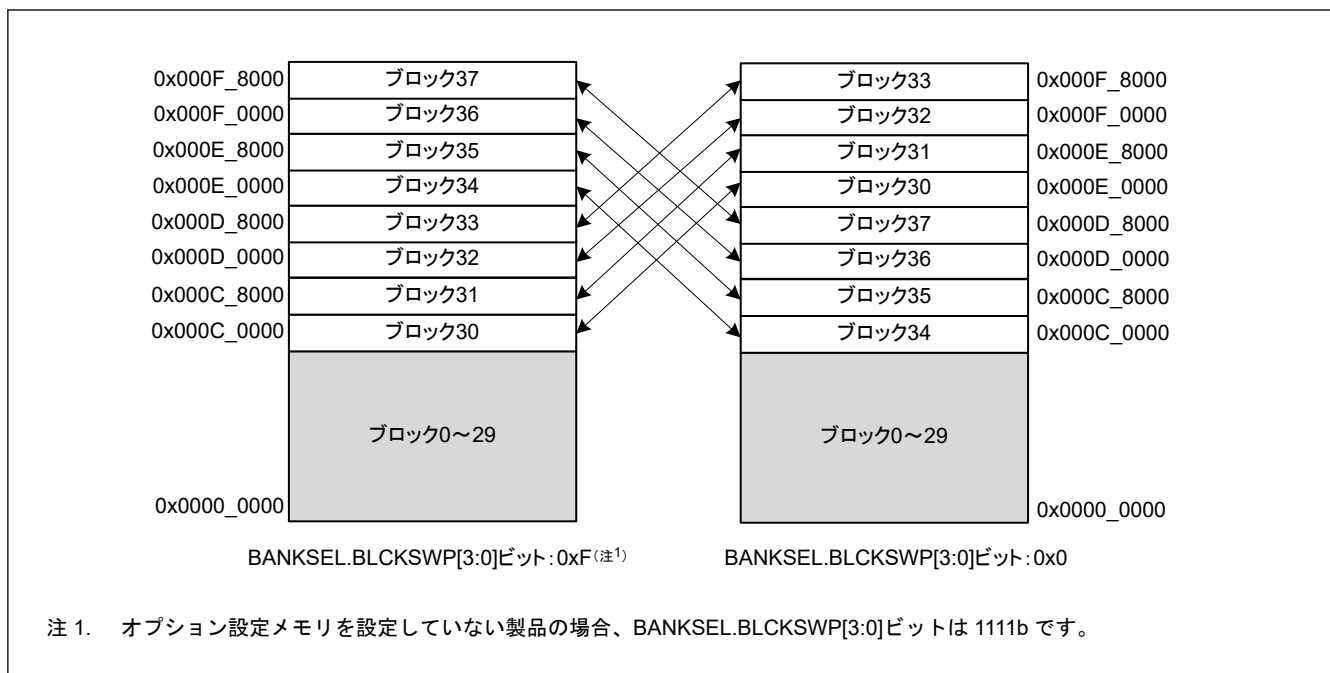 0x000F_8000 ブロック37 ブロック33 0x000F_8000
0x000F_0000 ブロック36 ブロック32 0x000F_0000
0x000E_8000 ブロック35 ブロック31 0x000E_8000
0x000E_0000 ブロック34 ブロック30 0x000E_0000
0x000D_8000 ブロック33 ブロック37 0x000D_8000
0x000D_0000 ブロック32 ブロック36 0x000D_0000
0x000C_8000 ブロック31 ブロック35 0x000C_8000
0x000C_0000 ブロック30 ブロック34 0x000C_0000
ブロック0～29 ブロック0～29
0x0000_0000 0x0000_0000
BANKSEL.BLCKSWP[3:0]ビット：0xF（注1） BANKSEL.BLCKSWP[3:0]ビット：0x0
注 1. オプション設定メモリを設定していない製品の場合、BANKSEL.BLCKSWP[3:0]ビットは 1111b です。